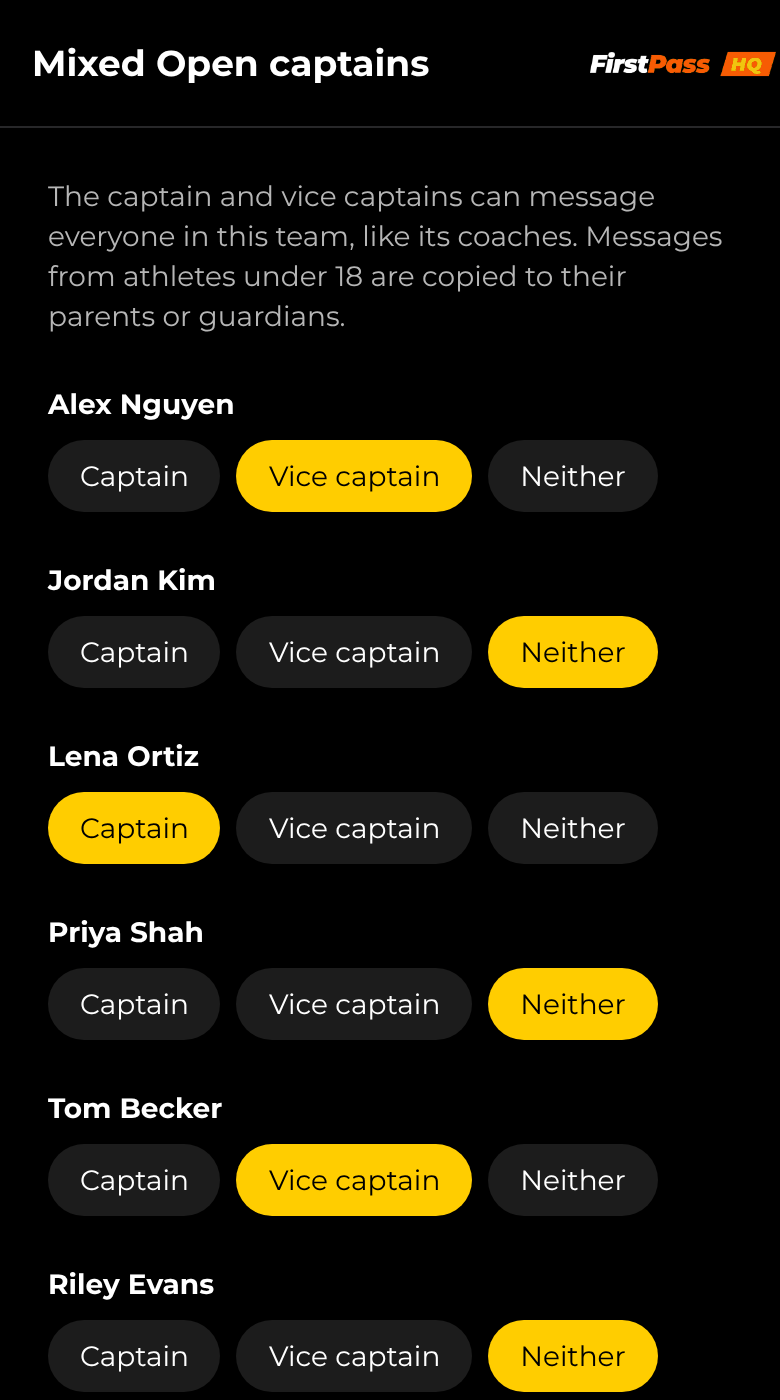 Mixed Open captains
FirstPass HQ
The captain and vice captains can message
everyone in this team, like its coaches. Messages
from athletes under 18 are copied to their
parents or guardians.
Alex Nguyen
Captain Vice captain Neither
Jordan Kim
Captain Vice captain Neither
Lena Ortiz
Captain Vice captain Neither
Priya Shah
Captain Vice captain Neither
Tom Becker
Captain Vice captain Neither
Riley Evans
Captain Vice captain Neither